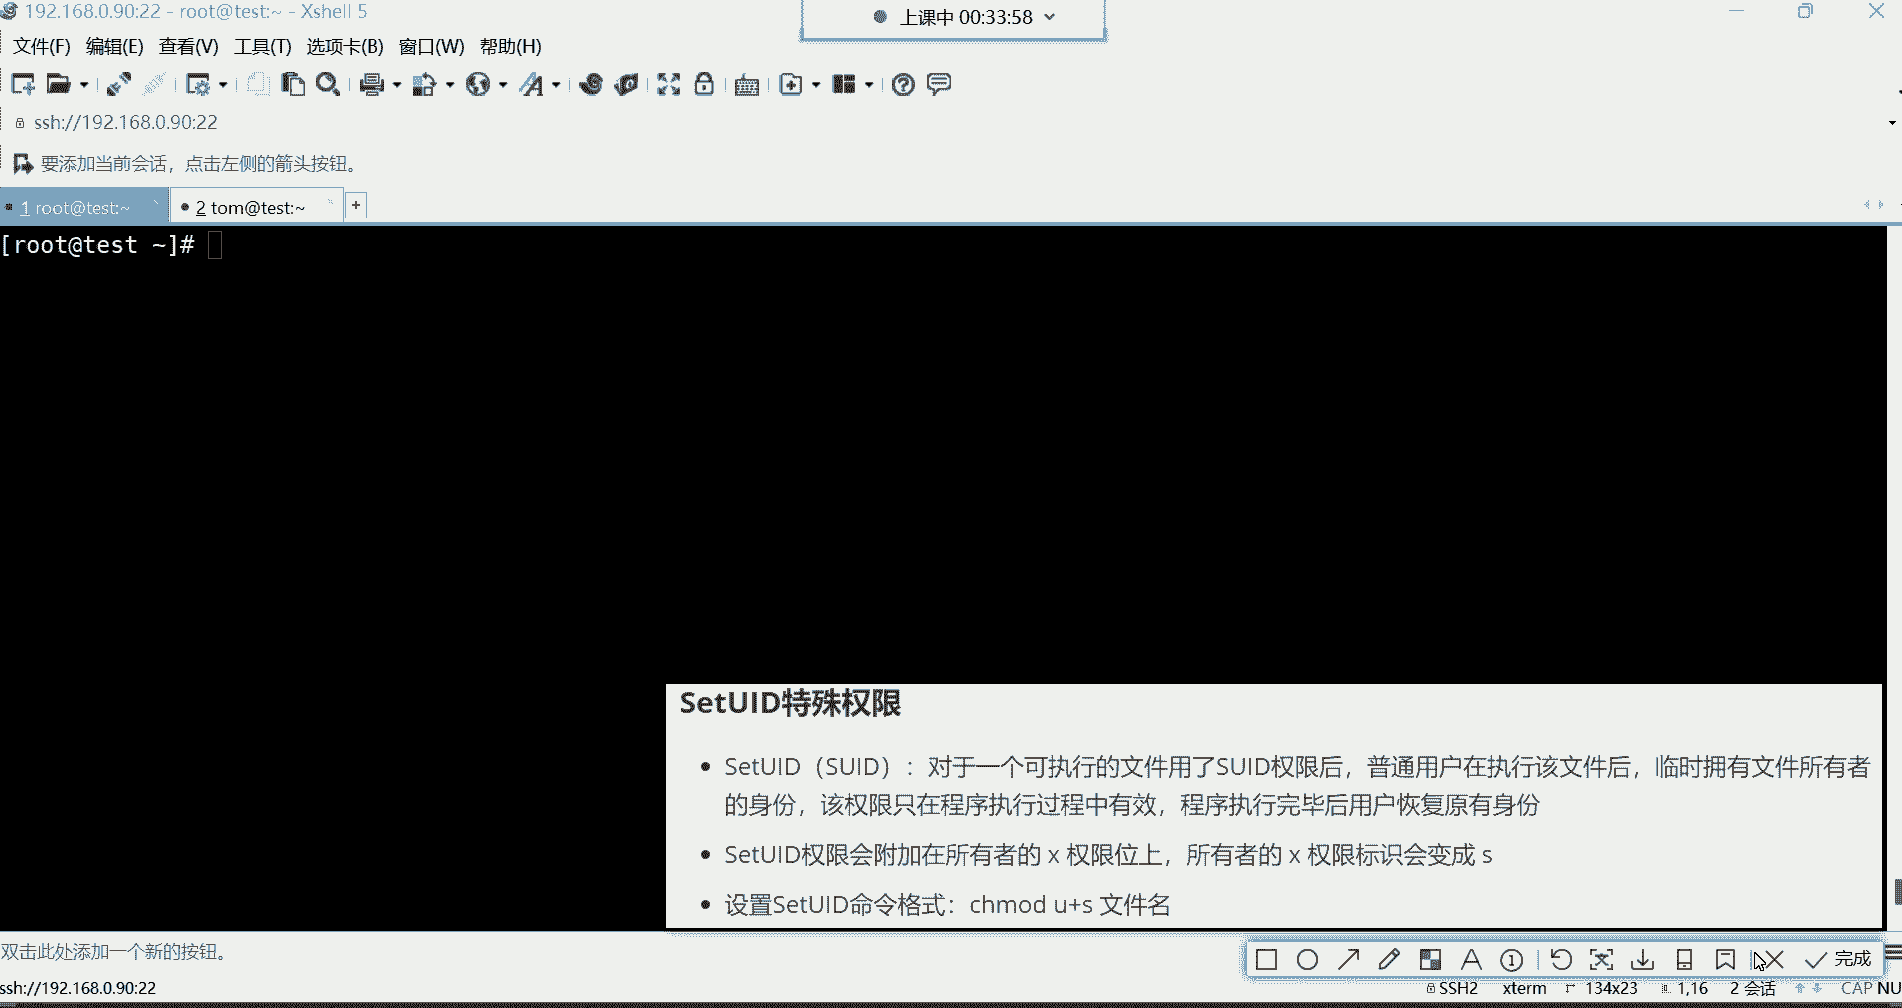 192.168.0.90:22 - root@test:~ - Xshell 5
上课中 00:33:58
文件(F) 编辑(E) 查看(V) 工具(T) 选项卡(B) 窗口(W) 帮助(H)
ssh://192.168.0.90:22
要添加当前会话，点击左侧的箭头按钮。
1 root@test:~ 2 tom@test:~ +
[root@test ~]#
SetUID特殊权限
SetUID（SUID）：对于一个可执行的文件用了SUID权限后，普通用户在执行该文件后，临时拥有文件所有者
的身份，该权限只在程序执行过程中有效，程序执行完毕后用户恢复原有身份
SetUID权限会附加在所有者的 x 权限位上，所有者的 x 权限标识会变成 s
设置SetUID命令格式：chmod u+s 文件名
双击此处添加一个新的按钮。
完成
ssh://192.168.0.90:22 SSH2 xterm 134x23 1,16 2 会话 CAP NU